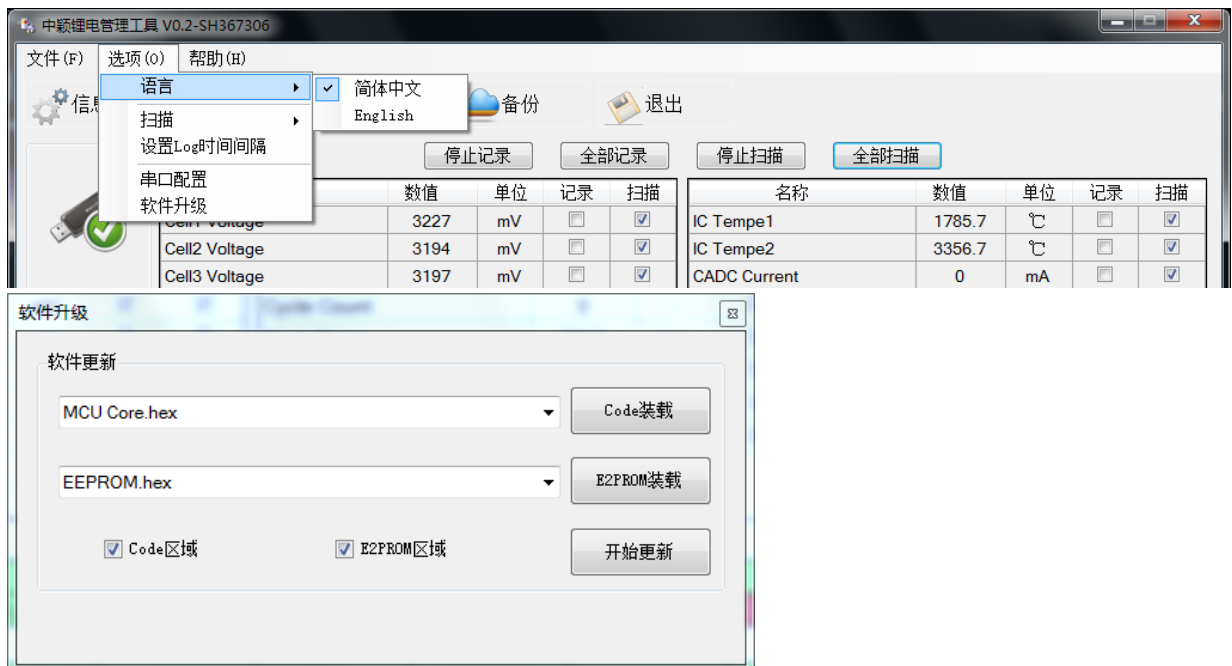 中颖锂电管理工具 V0.2-SH367306
文件(F) 选项(O) 帮助(H)
语言
简体中文
English
扫描
设置Log时间间隔
串口配置
软件升级
备份 退出
停止记录 全部记录 停止扫描 全部扫描
数值 单位 记录 扫描 名称 数值 单位 记录 扫描
Cell1 Voltage 3227 mV IC Tempe1 1785.7 ℃
Cell2 Voltage 3194 mV IC Tempe2 3356.7 ℃
Cell3 Voltage 3197 mV CADC Current 0 mA
软件升级
Cycle Count 0
软件更新
MCU Core.hex Code装载
EEPROM.hex E2PROM装载
Code区域 E2PROM区域 开始更新